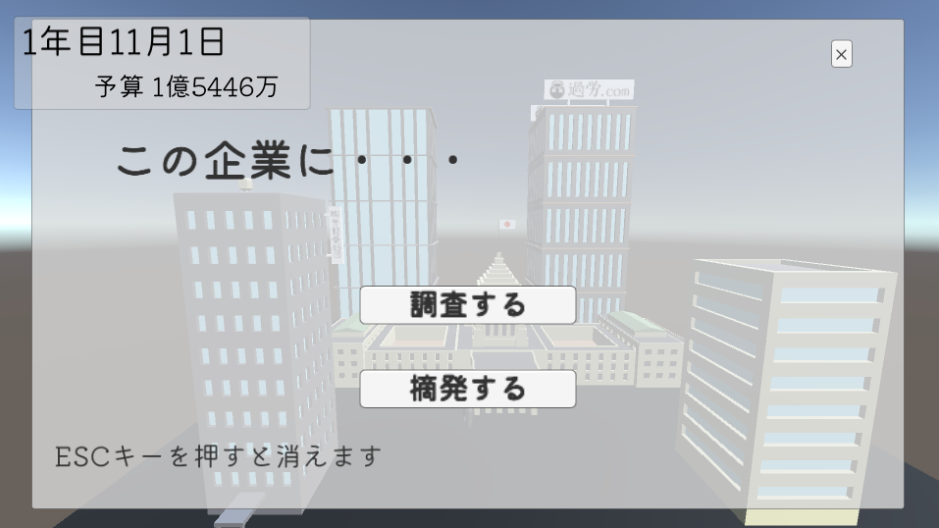 1年目11月1日
予算 1億5446万
過労.com
この企業に・・・
調査する
摘発する
ESCキーを押すと消えます